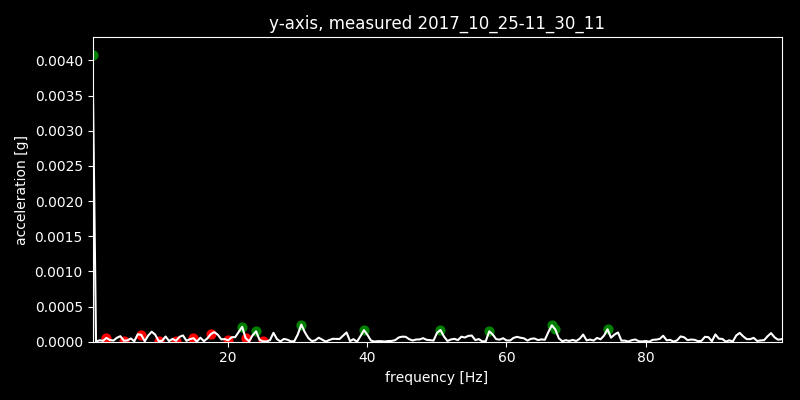 y-axis, measured 2017_10_25-11_30_11
acceleration [g]
0.0040
0.0035
0.0030
0.0025
0.0020
0.0015
0.0010
0.0005
0.0000
20 40 60 80
frequency [Hz]